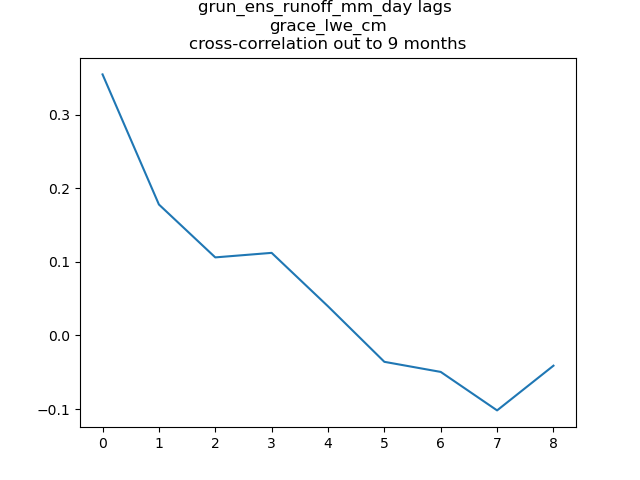 grun_ens_runoff_mm_day lags
grace_lwe_cm
cross-correlation out to 9 months
0.3
0.2
0.1
0.0
−0.1
0 1 2 3 4 5 6 7 8